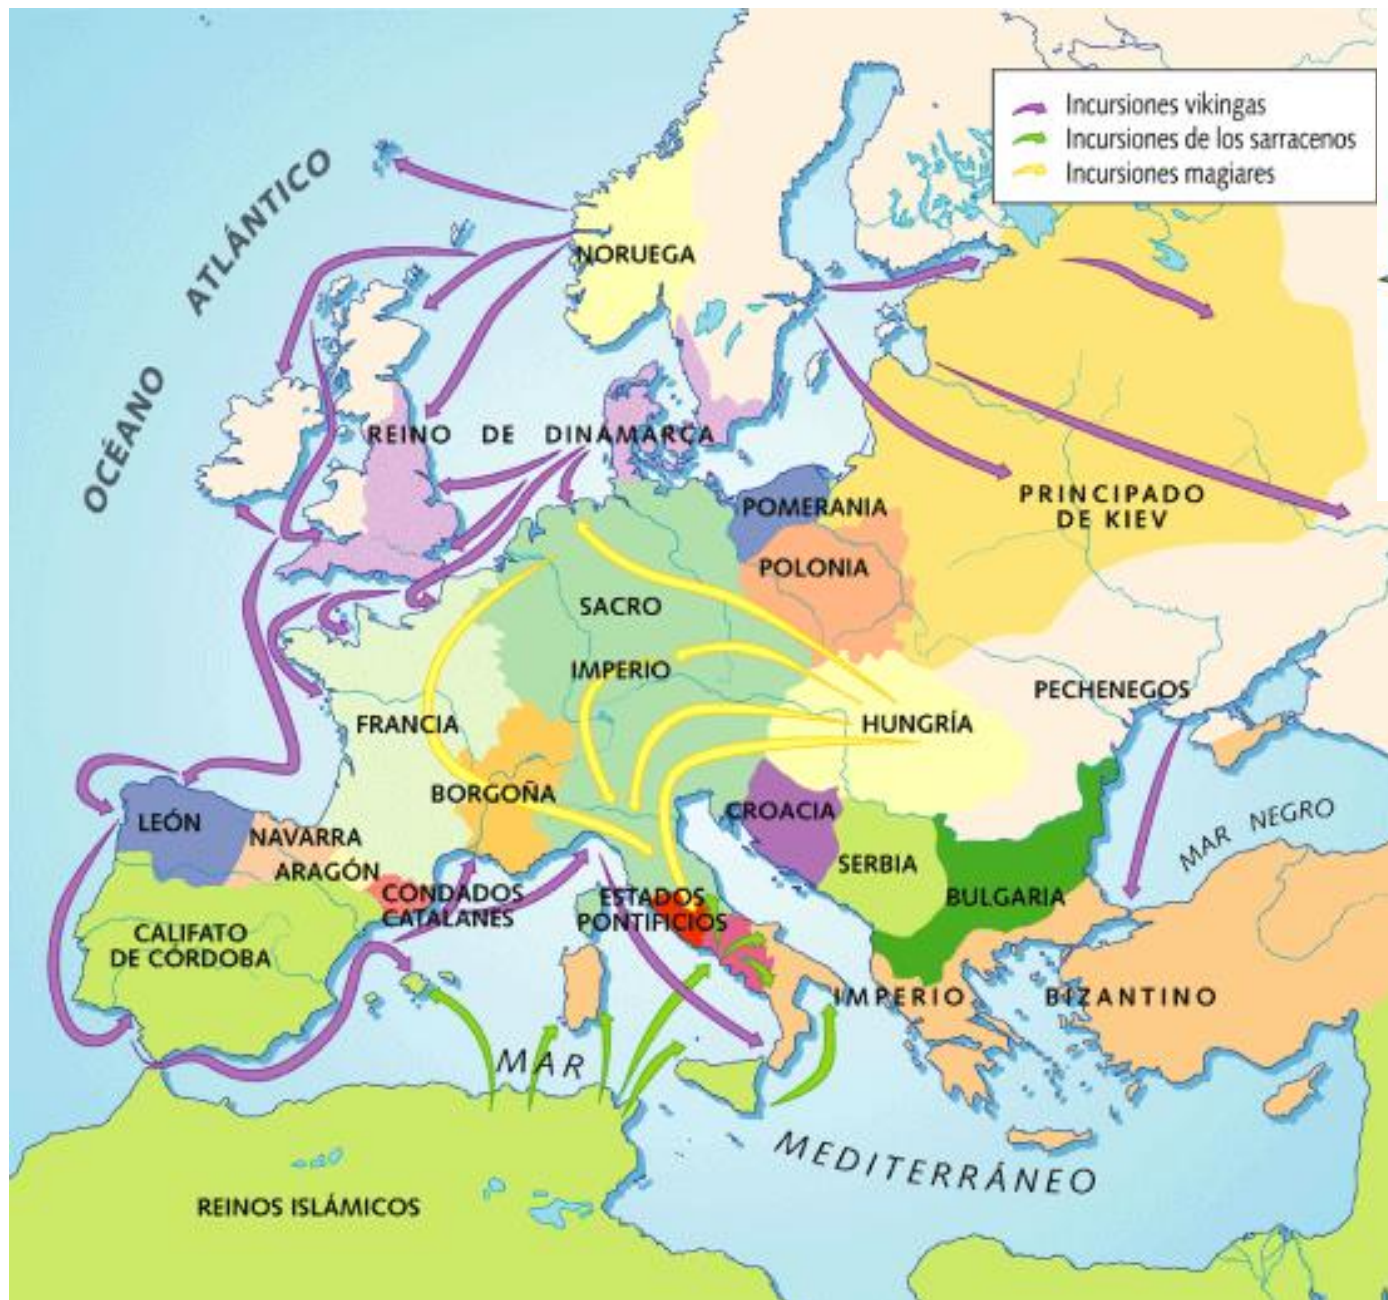 Incursiones vikingas
Incursiones de los sarracenos
Incursiones magiares
OCÉANO ATLÁNTICO
NORUEGA
REINO DE DINAMARCA
POMERANIA
PRINCIPADO
DE KIEV
POLONIA
SACRO
IMPERIO
PECHENEGOS
FRANCIA
HUNGRÍA
BORGOÑA
CROACIA
LEÓN
NAVARRA
ARAGÓN
MAR NEGRO
SERBIA
BULGARIA
CONDADOS
CATALANES
ESTADOS
PONTIFICIOS
CALIFATO
DE CÓRDOBA
IMPERIO BIZANTINO
MAR
MEDITERRÁNEO
REINOS ISLÁMICOS